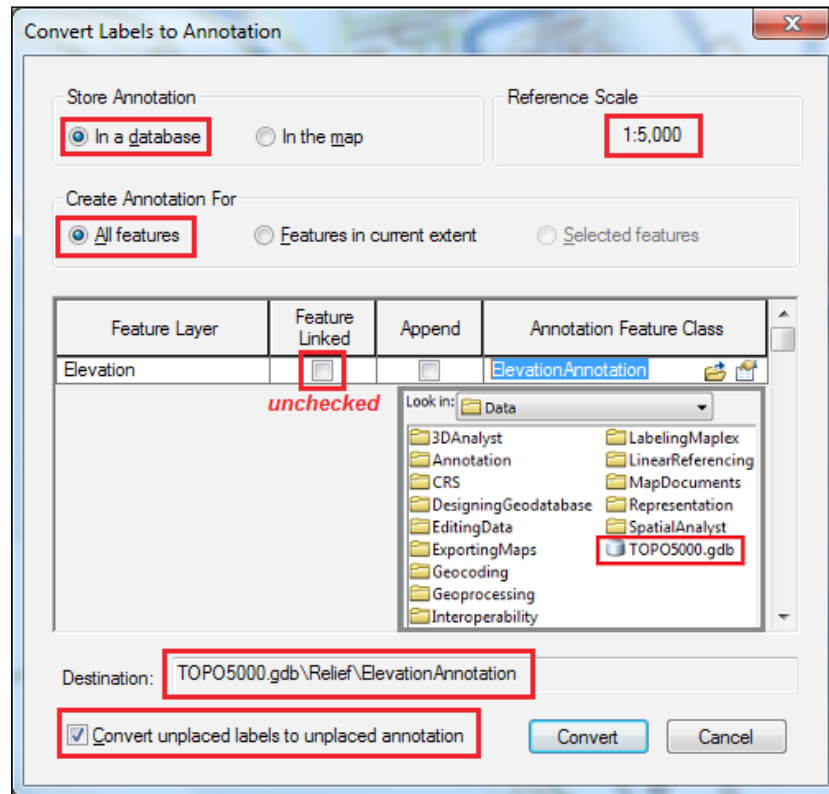 Convert Labels to Annotation
x
Store Annotation
Reference Scale
In a database
In the map
1:5,000
Create Annotation For
All features
Features in current extent
Selected features
Feature Layer
Feature Linked
Append
Annotation Feature Class
Elevation
ElevationAnnotation
unchecked
Look in:
Data
3DAnalyst
Annotation
CRS
DesigningGeodatabase
EditingData
ExportingMaps
Geocoding
Geoprocessing
Interoperability
LabelingMaplex
LinearReferencing
MapDocuments
Representation
SpatialAnalyst
TOPO5000.gdb
Destination:
TOPO5000.gdb\Relief\ElevationAnnotation
Convert unplaced labels to unplaced annotation
Convert
Cancel